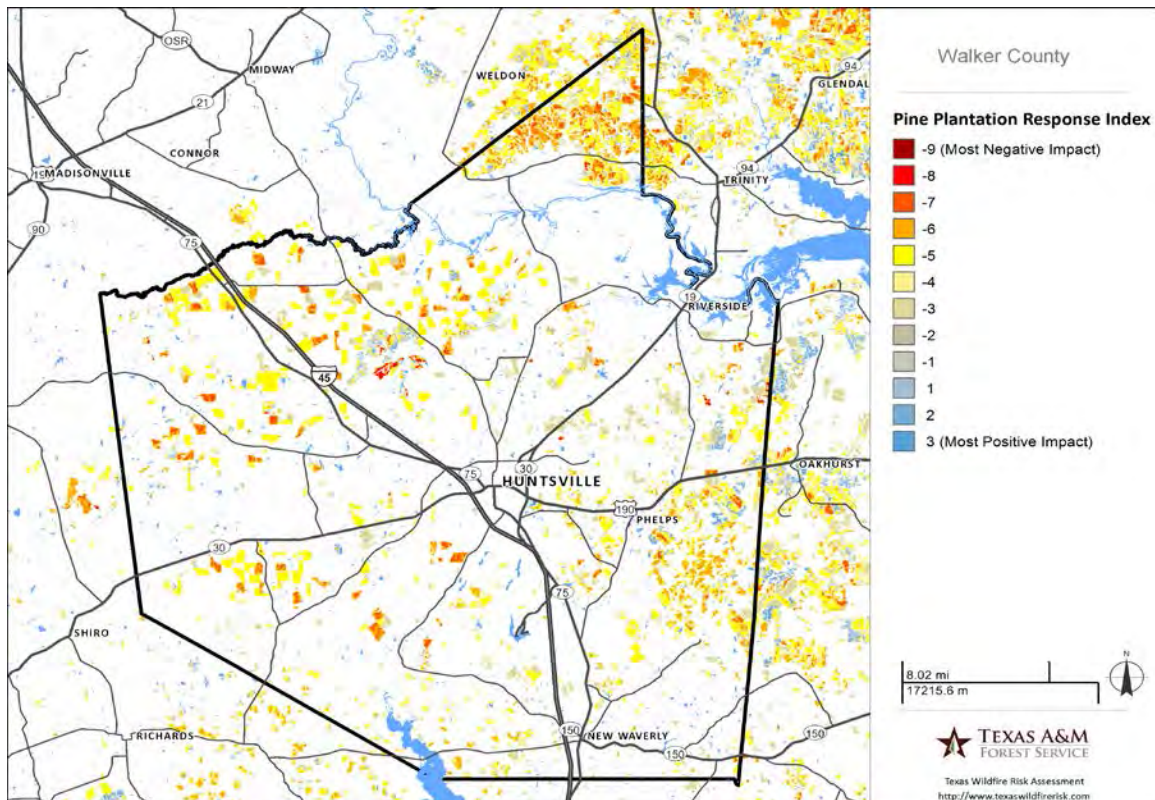 OSR
MIDWAY
WELDON
94
GLENDAL
21
CONNOR
190
MADISONVILLE
94
TRINITY
90
75
19
RIVERSIDE
45
75
30
OAKHURST
HUNTSVILLE
190
PHELPS
30
75
SHIRO
RICHARDS
150
NEW WAVERLY
150
150
Walker County
Pine Plantation Response Index
-9 (Most Negative Impact)
-8
-7
-6
-5
-4
-3
-2
-1
1
2
3 (Most Positive Impact)
8.02 mi
17215.6 m
N
TEXAS A&M
FOREST SERVICE
Texas Wildfire Risk Assessment
http://www.texaswildfirerisk.com